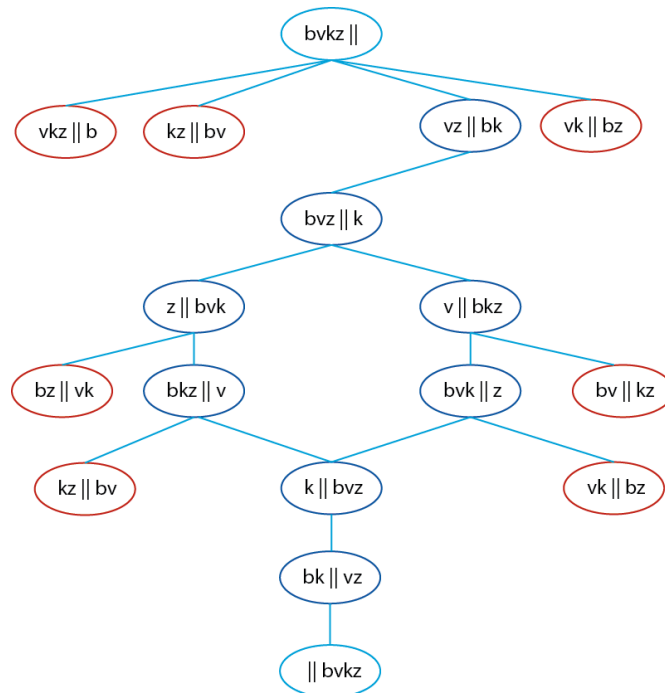 bvkz ||
vkz || b
kz || bv
vz || bk
vk || bz
bvz || k
z || bvk
v || bkz
bz || vk
bkz || v
bvk || z
bv || kz
kz || bv
k || bvz
vk || bz
bk || vz
|| bvkz